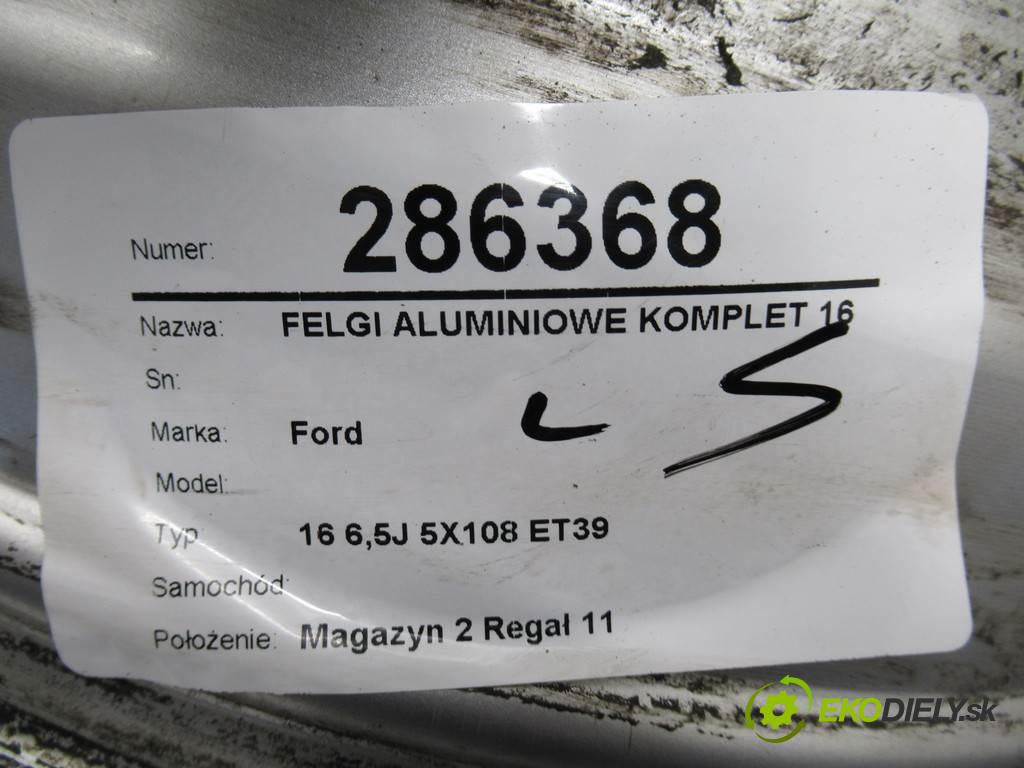 Numer: 286368
Nazwa: FELGI ALUMINIOWE KOMPLET 16
Sn:
Marka: Ford
Model:
Typ 16 6,5J 5X108 ET39
Samochód
Położenie: Magazyn 2 Regał 11
EKODIELY.sk